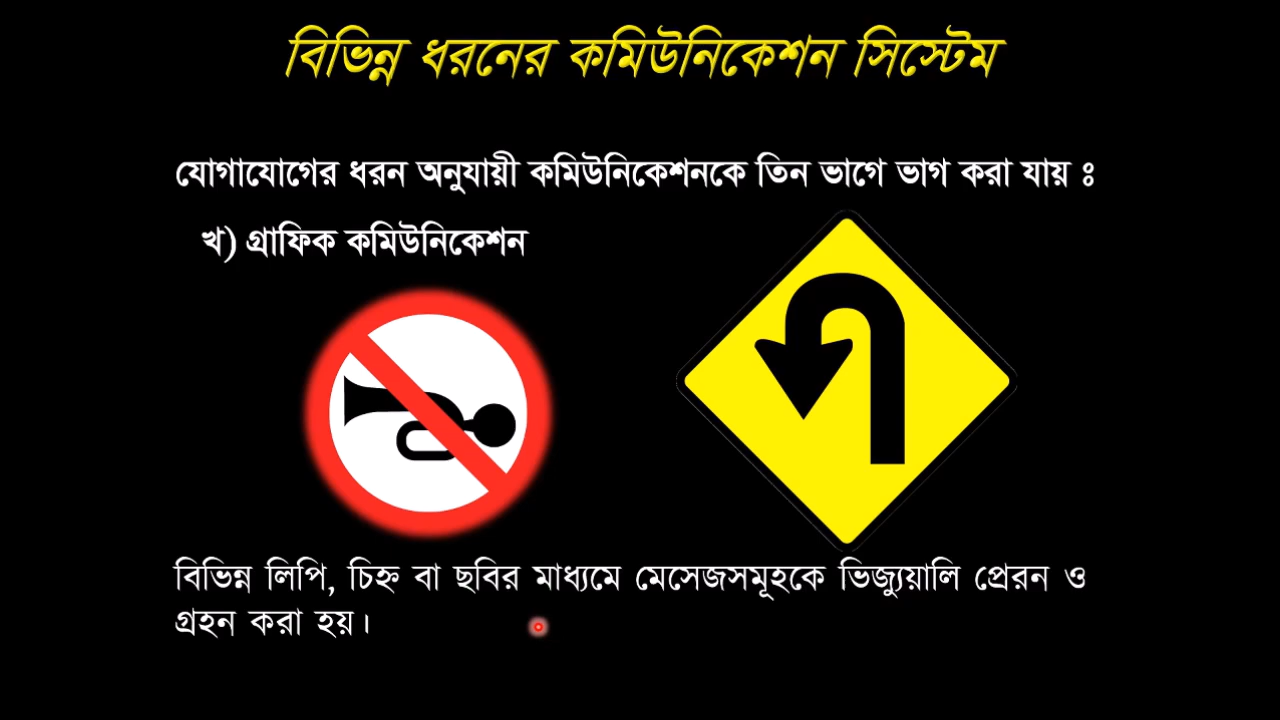 বিভিন্ন ধরনের কমিউনিকেশন সিস্টেম
যোগাযোগের ধরন অনুযায়ী কমিউনিকেশনকে তিন ভাগে ভাগ করা যায় ঃ
খ) গ্রাফিক কমিউনিকেশন
বিভিন্ন লিপি, চিহ্ন বা ছবির মাধ্যমে মেসেজসমূহকে ভিজ্যুয়ালি প্রেরন ও
গ্রহন করা হয়।